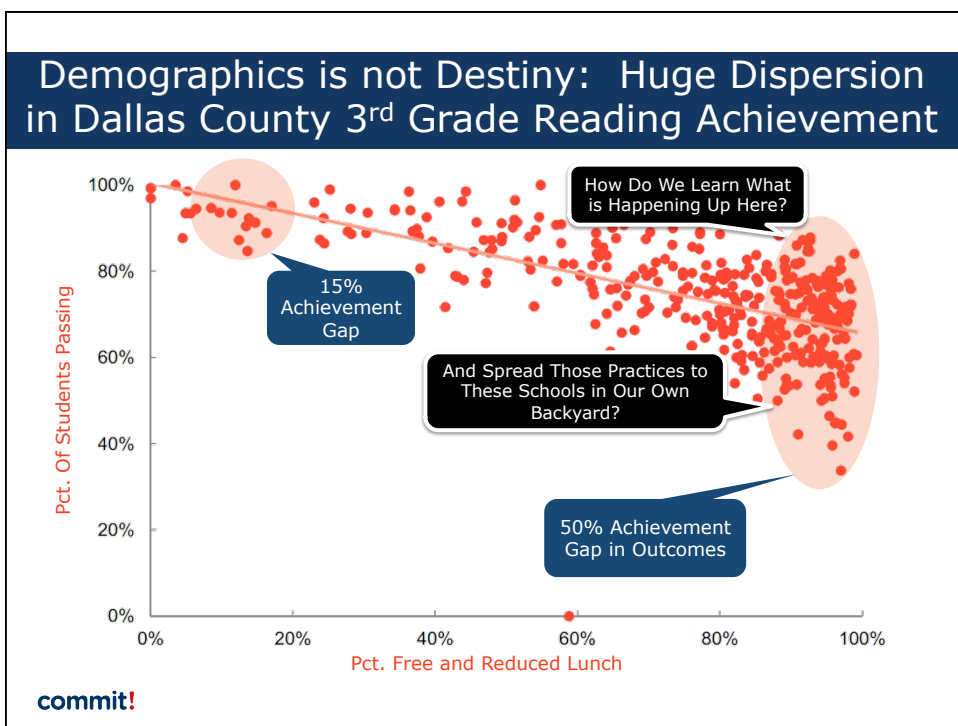 Demographics is not Destiny: Huge Dispersion
in Dallas County 3rd Grade Reading Achievement
How Do We Learn What
is Happening Up Here?
15%
Achievement
Gap
And Spread Those Practices to
These Schools in Our Own
Backyard?
50% Achievement
Gap in Outcomes
Pct. Of Students Passing
100%
80%
60%
40%
20%
0%
0%
20%
40%
60%
80%
100%
Pct. Free and Reduced Lunch
commit!